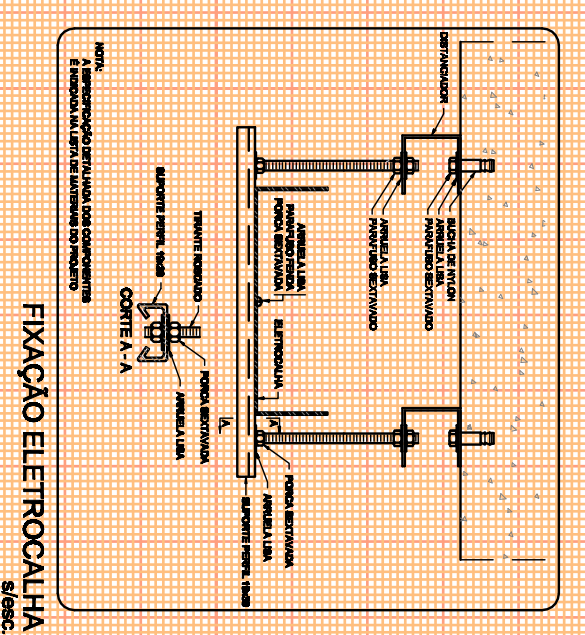 DISTANCIADOR
BUCHA DE NYLON
ARRUELA LISA
PARAFUSO SEXTAVADO
ARRUELA LISA
PARAFUSO SEXTAVADO
ARRUELA LISA
PARAFUSO FENDA
PORCA SEXTAVADA
ELETROCALHA
PORCA SEXTAVADA
ARRUELA LISA
SUPORTE PERFIL 19x38
A
A
TIRANTE ROSCADO
SUPORTE PERFIL 19x38
PORCA SEXTAVADA
ARRUELA LISA
CORTE A - A
NOTA:
A ESPECIFICAÇÃO DETALHADA DOS COMPONENTES
É INDICADA NA LISTA DE MATERIAIS DO PROJETO
FIXAÇÃO ELETROCALHA
s/esc.